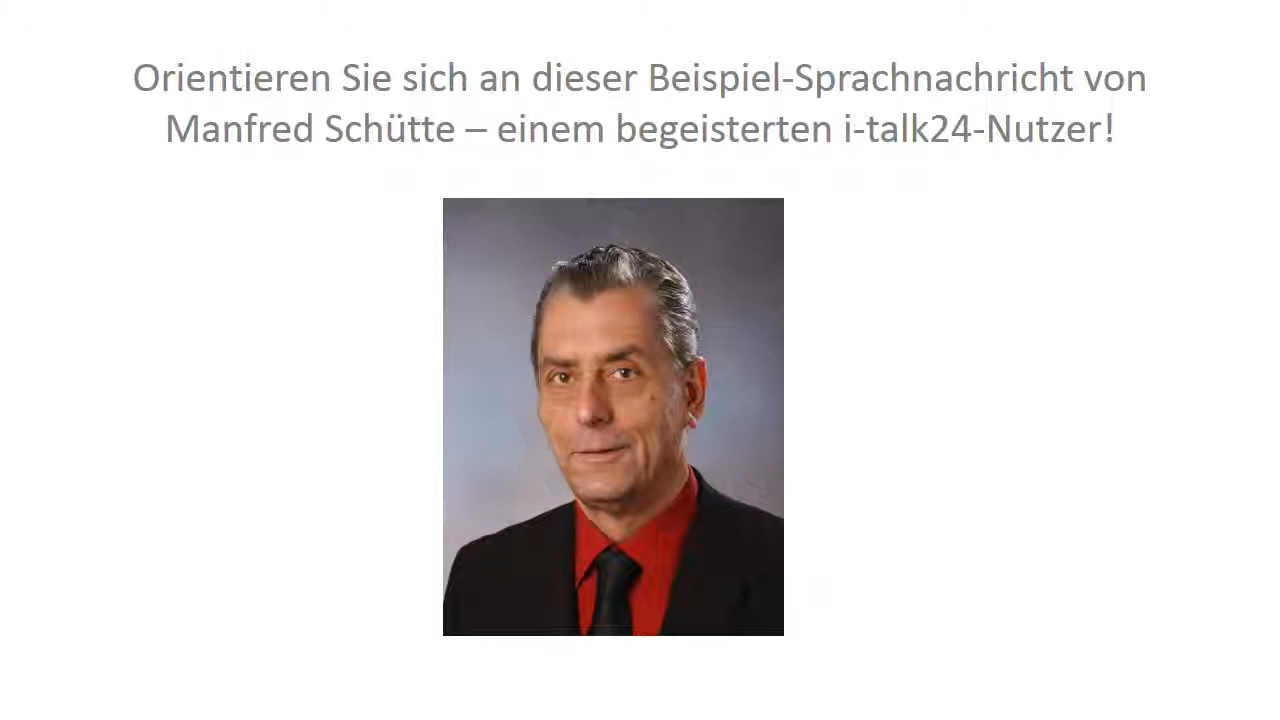 Orientieren Sie sich an dieser Beispiel-Sprachnachricht von
Manfred Schütte – einem begeisterten i-talk24-Nutzer!